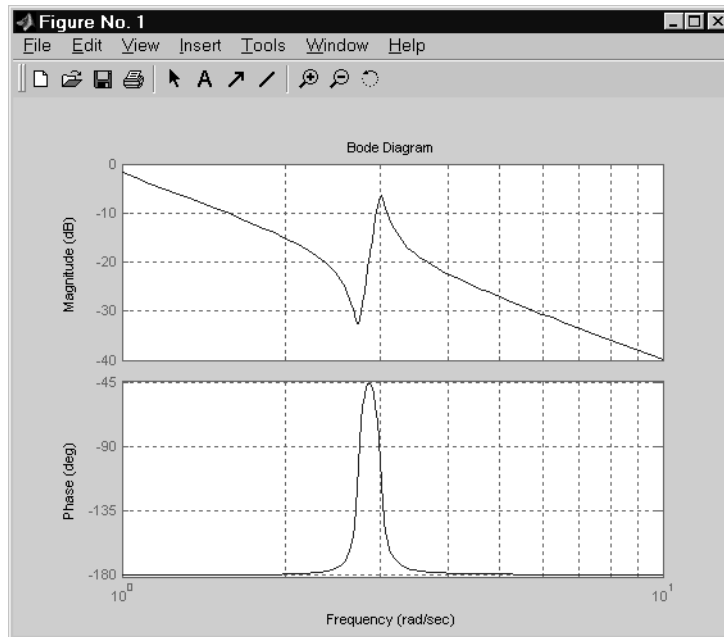 Figure No. 1
File Edit View Insert Tools Window Help
A
Bode Diagram
0
-10
-20
-30
-40
Magnitude (dB)
-45
-90
-135
-180
Phase (deg)
10^0
10^1
Frequency (rad/sec)